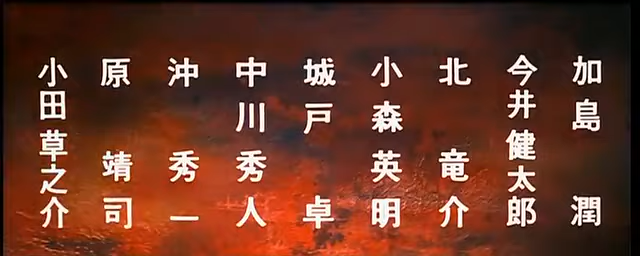 加島潤
今井健太郎
北竜介
小森英明
城戸卓
中川秀人
沖秀一
原靖司
小田草之介